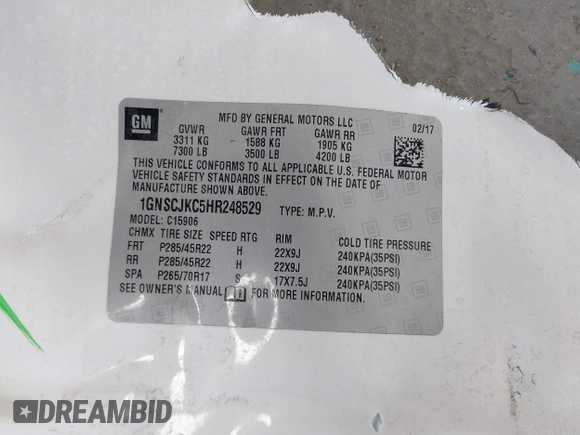 GM
MFD BY GENERAL MOTORS LLC
02/17
GVWR GAWR FRT GAWR RR
3311 KG 1588 KG 1905 KG
7300 LB 3500 LB 4200 LB
THIS VEHICLE CONFORMS TO ALL APPLICABLE U.S. FEDERAL MOTOR
VEHICLE SAFETY STANDARDS IN EFFECT ON THE DATE OF
MANUFACTURE SHOWN ABOVE.
1GNSCJKC5HR248529 TYPE: M.P.V.
MODEL: C15906
CHMX TIRE SIZE SPEED RTG RIM COLD TIRE PRESSURE
FRT P285/45R22 H 22X9J 240KPA(35PSI)
RR P285/45R22 H 22X9J 240KPA(35PSI)
SPA P265/70R17 S 17X7.5J 240KPA(35PSI)
SEE OWNER'S MANUAL FOR MORE INFORMATION.
DREAMBID